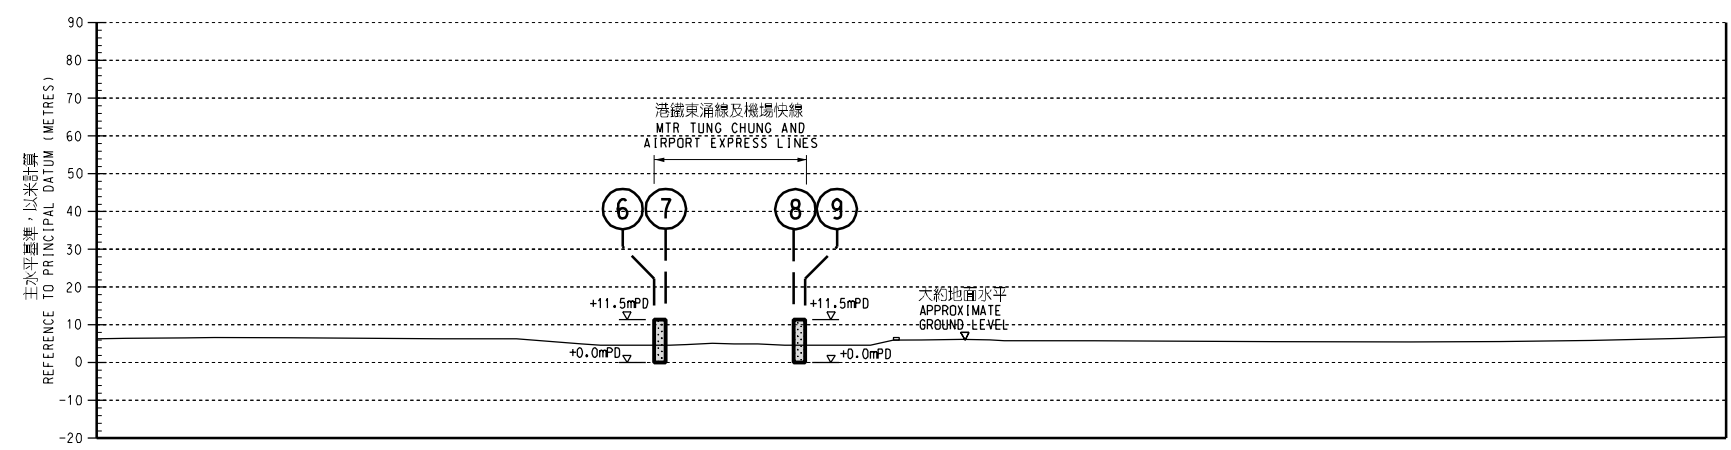 90
80
70
60
50
40
30
20
10
0
-10
-20
主水平基準，以米計算
REFERENCE TO PRINCIPAL DATUM (METRES)
港鐵東涌線及機場快線
MTR TUNG CHUNG AND
AIRPORT EXPRESS LINES
6 7 8 9
+11.5mPD
+11.5mPD
大約地面水平
APPROXIMATE
GROUND LEVEL
+0.0mPD
+0.0mPD